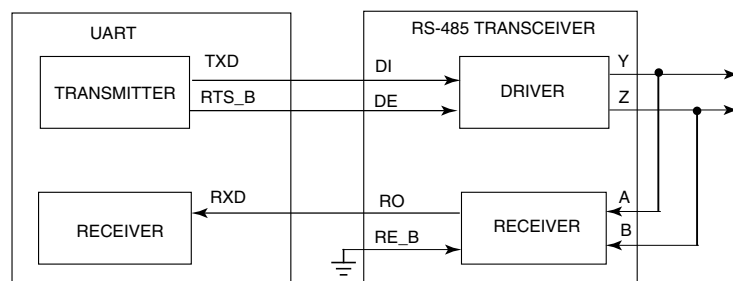 UART
RS-485 TRANSCEIVER
TXD
DI
Y
TRANSMITTER
DRIVER
RTS_B
DE
Z
RXD
RO
A
RECEIVER
RECEIVER
RE_B
B